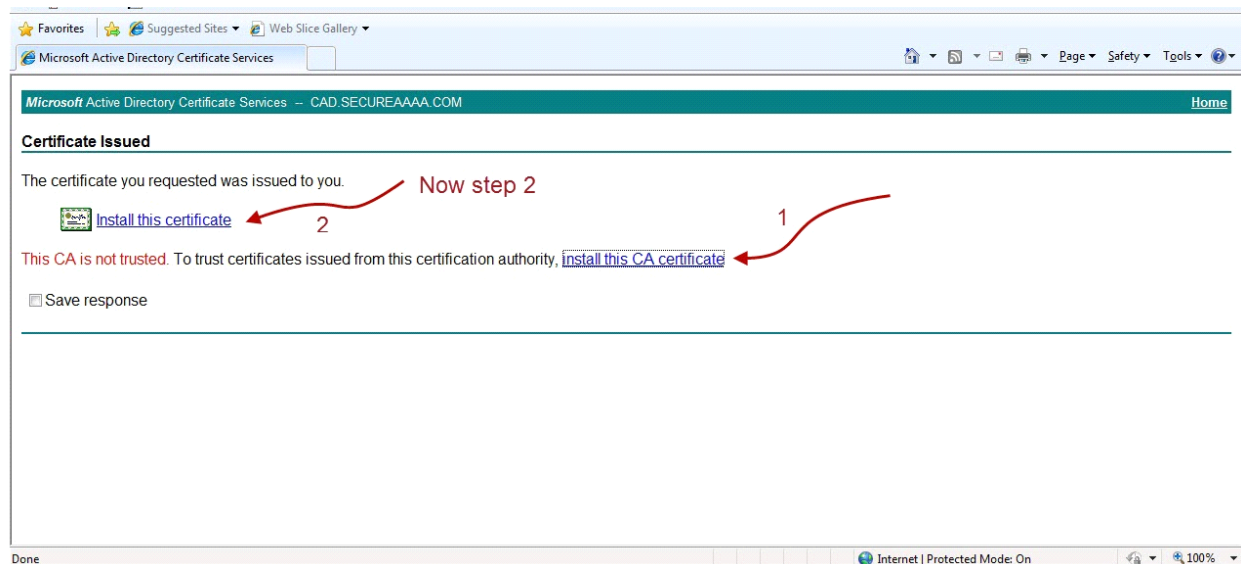 Favorites Suggested Sites Web Slice Gallery
Microsoft Active Directory Certificate Services Page Safety Tools
Microsoft Active Directory Certificate Services -- CAD.SECUREAAAA.COM Home
Certificate Issued
The certificate you requested was issued to you. Now step 2
Install this certificate 2 1
This CA is not trusted. To trust certificates issued from this certification authority, install this CA certificate
Save response
Done Internet | Protected Mode: On 100%